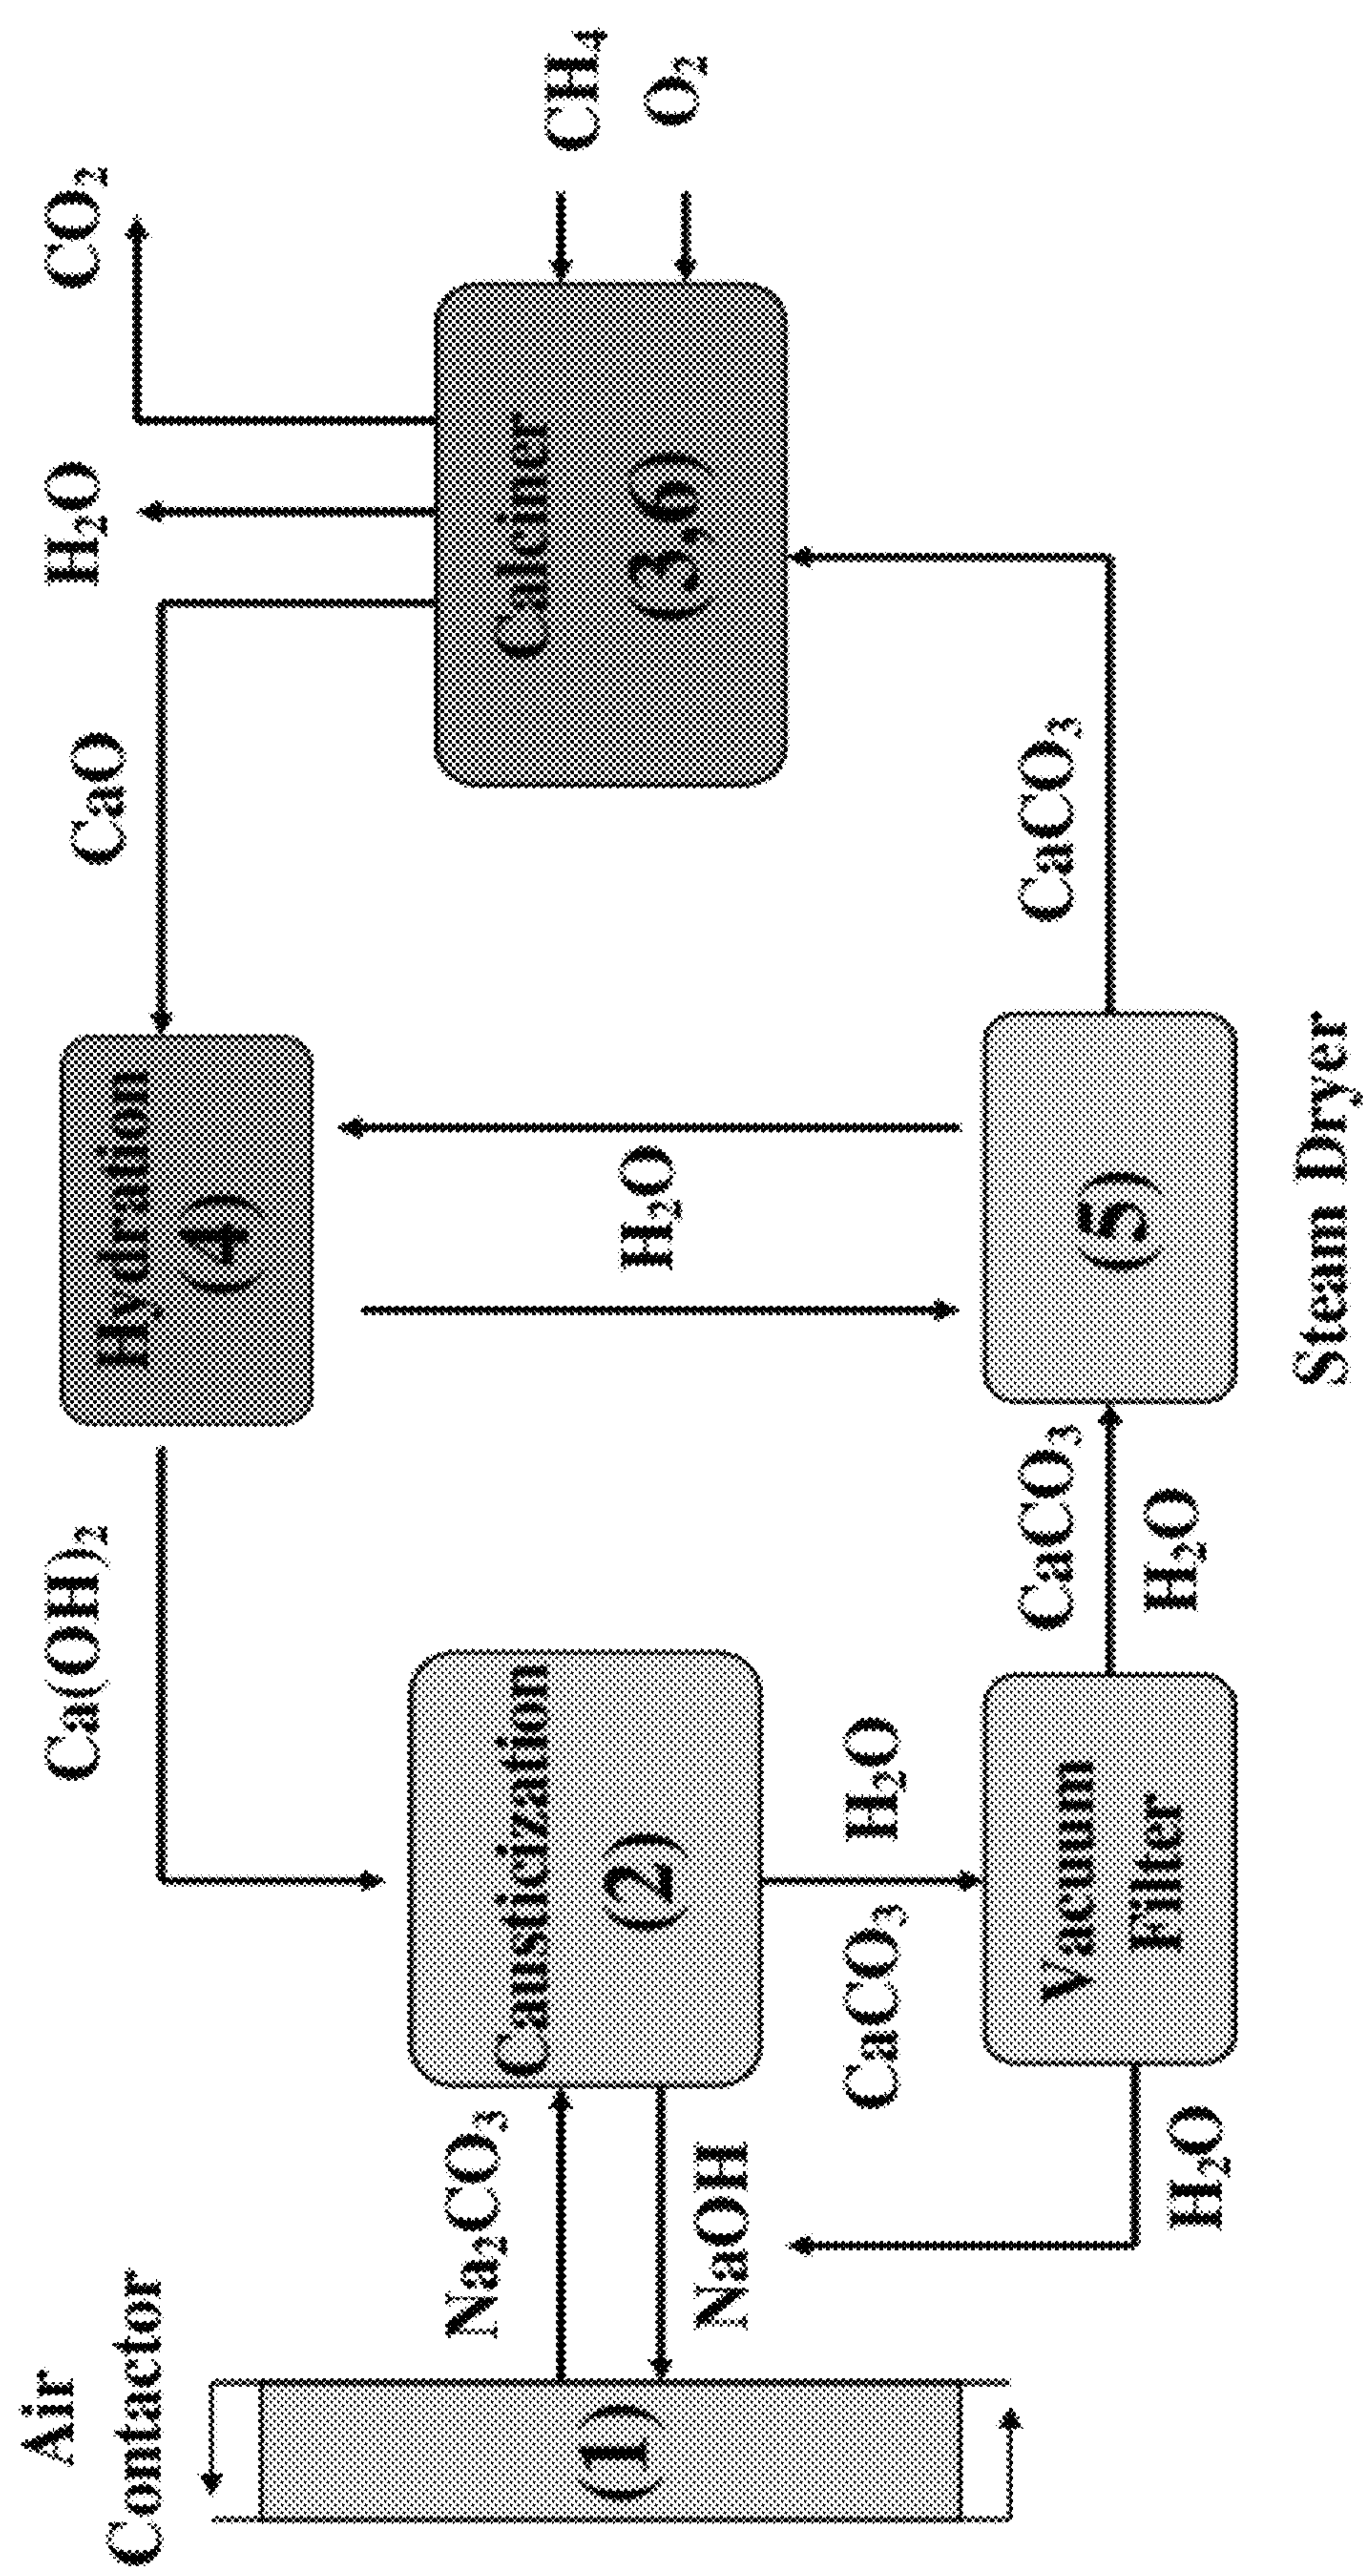 Air
Contactor
(1)
Na₂CO₃
NaOH
H₂O
Ca(OH)₂
Causticization
(2)
CaCO₃
H₂O
Vacuum
Filter
CaCO₃
H₂O
Hydration
(4)
H₂O
(5)
Steam Dryer
CaO
CaCO₃
H₂O
CO₂
Calciner
(3,6)
CH₄
O₂